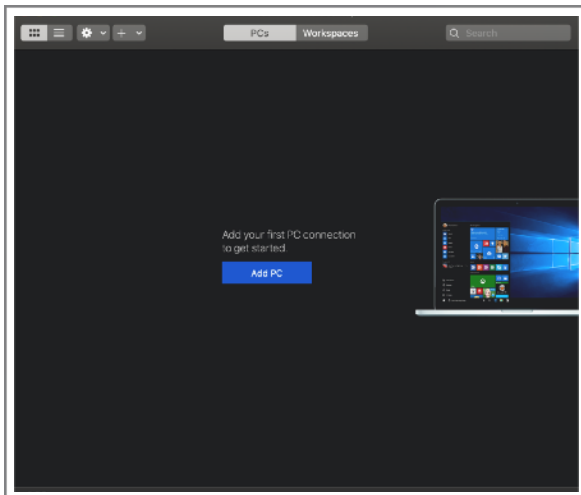 PCs
Workspaces
Search
Add your first PC connection
to get started.
Add PC